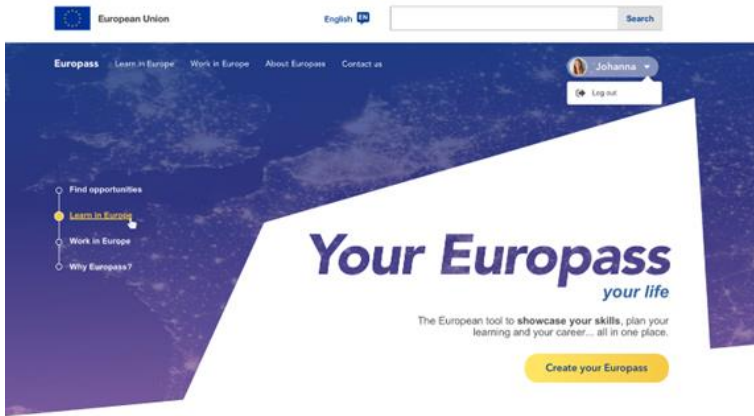 European Union
English EN
Search
Europass Learn in Europe Work in Europe About Europass Contact us
Johanna
Log out
Find opportunities
Learn in Europe
Work in Europe
Why Europass?
Your Europass
your life
The European tool to showcase your skills, plan your
learning and your career... all in one place.
Create your Europass